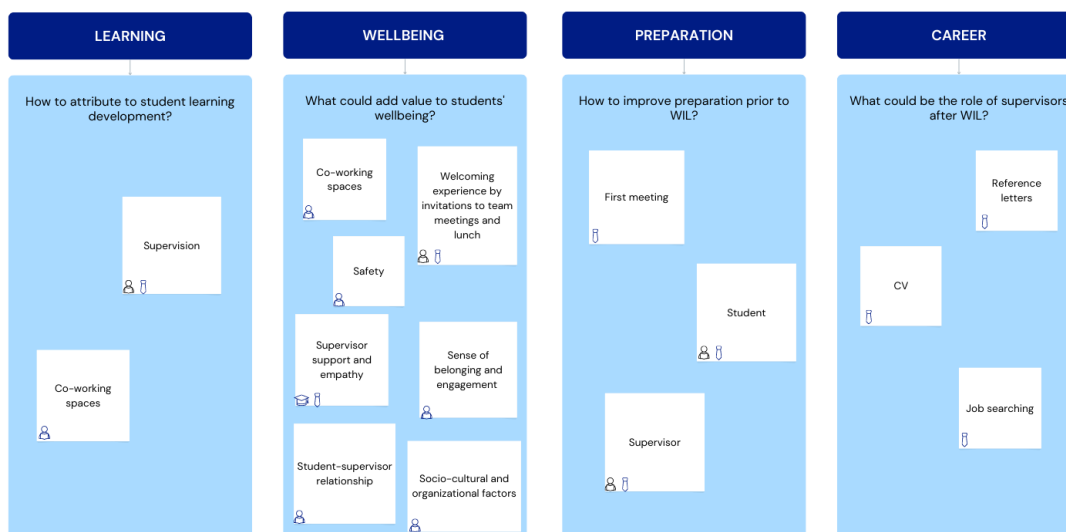 LEARNING
How to attribute to student learning
development?
Supervision
Co-working
spaces
WELLBEING
What could add value to students'
wellbeing?
Co-working
spaces
Welcoming
experience by
invitations to team
meetings and
lunch
Safety
Supervisor
support and
empathy
Sense of
belonging and
engagement
Student-supervisor
relationship
Socio-cultural and
organizational factors
PREPARATION
How to improve preparation prior to
WIL?
First meeting
Student
Supervisor
CAREER
What could be the role of supervisors
after WIL?
Reference
letters
CV
Job searching